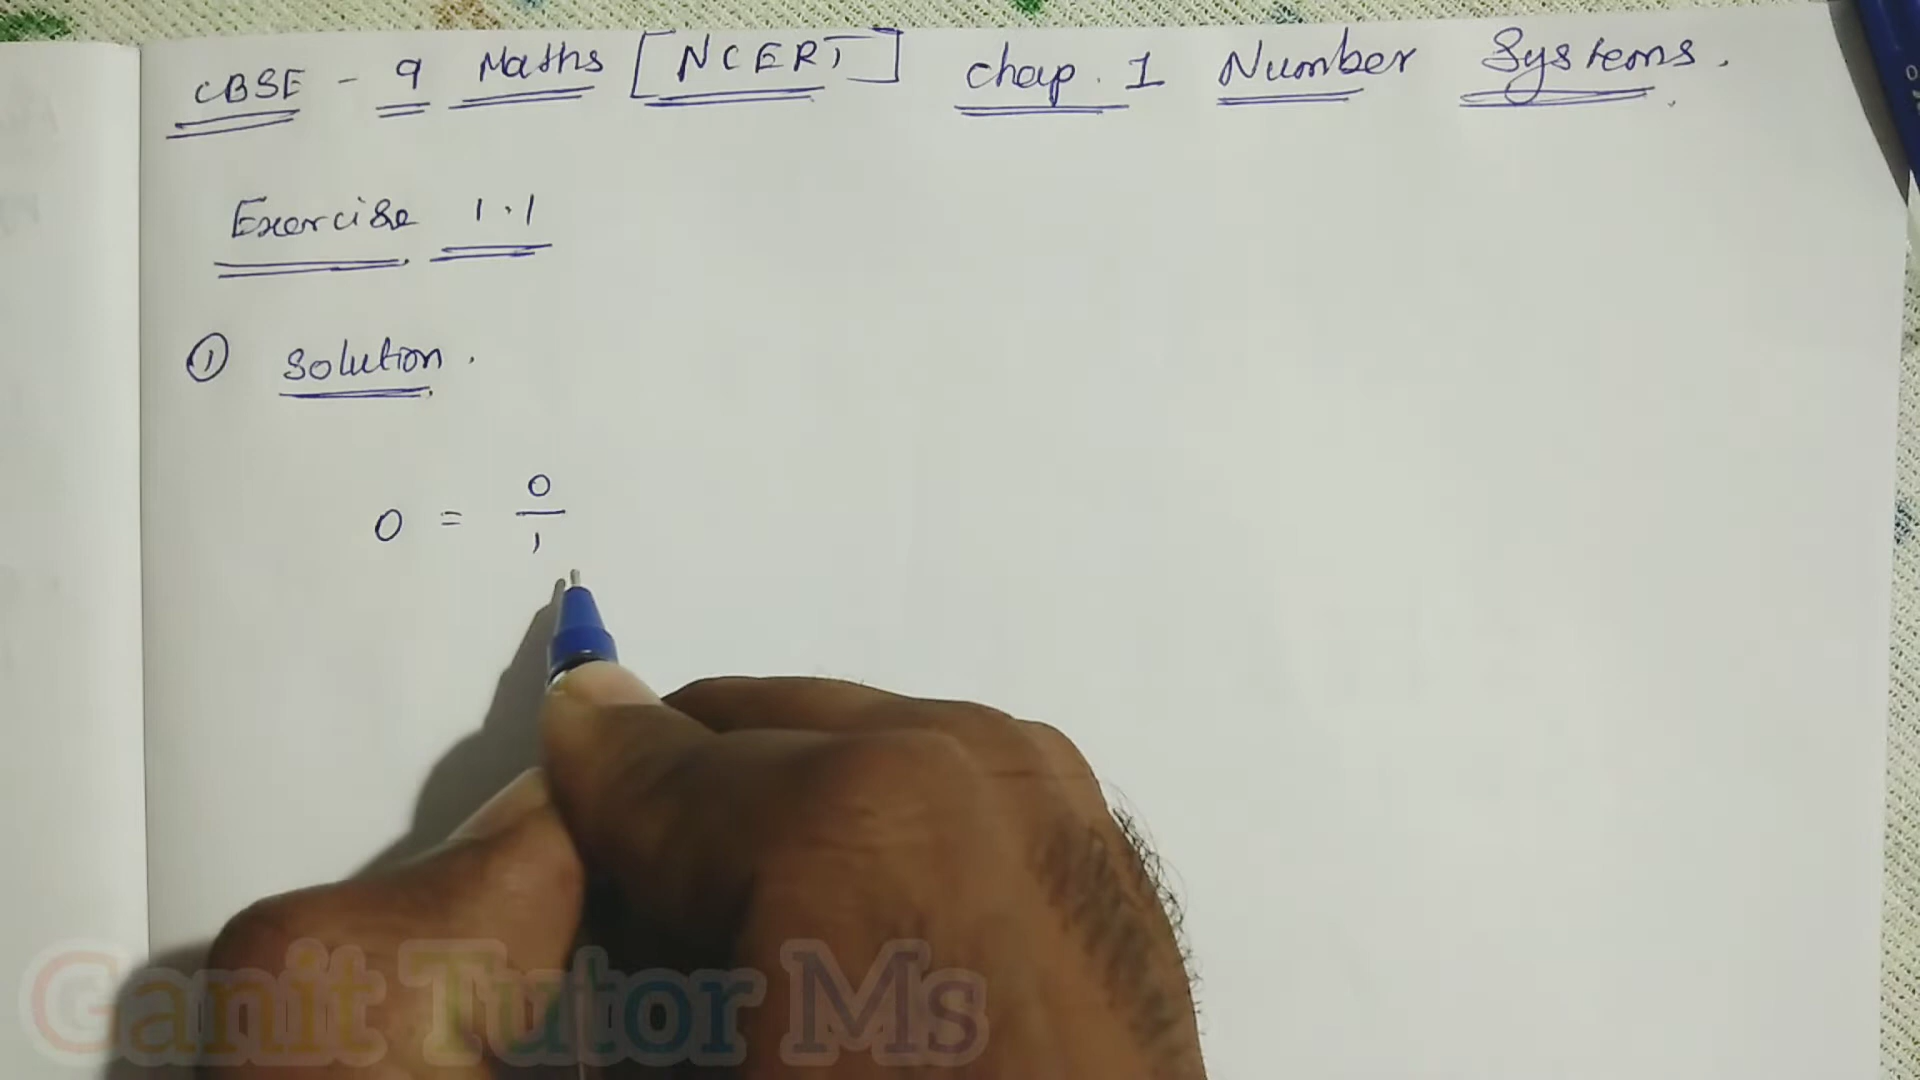 CBSE - 9 Maths [NCERT] Chap. 1 Number Systems.
Exercise 1.1
① Solution.
0 = 0/1
Ganit Tutor Ms